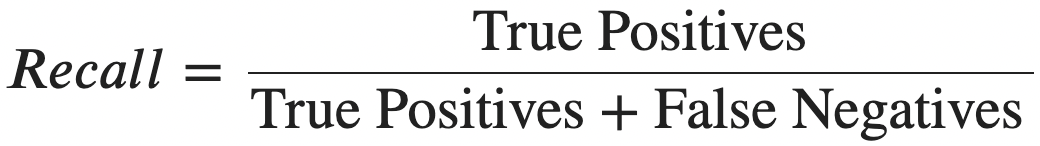 True Positives
Recall =
True Positives + False Negatives